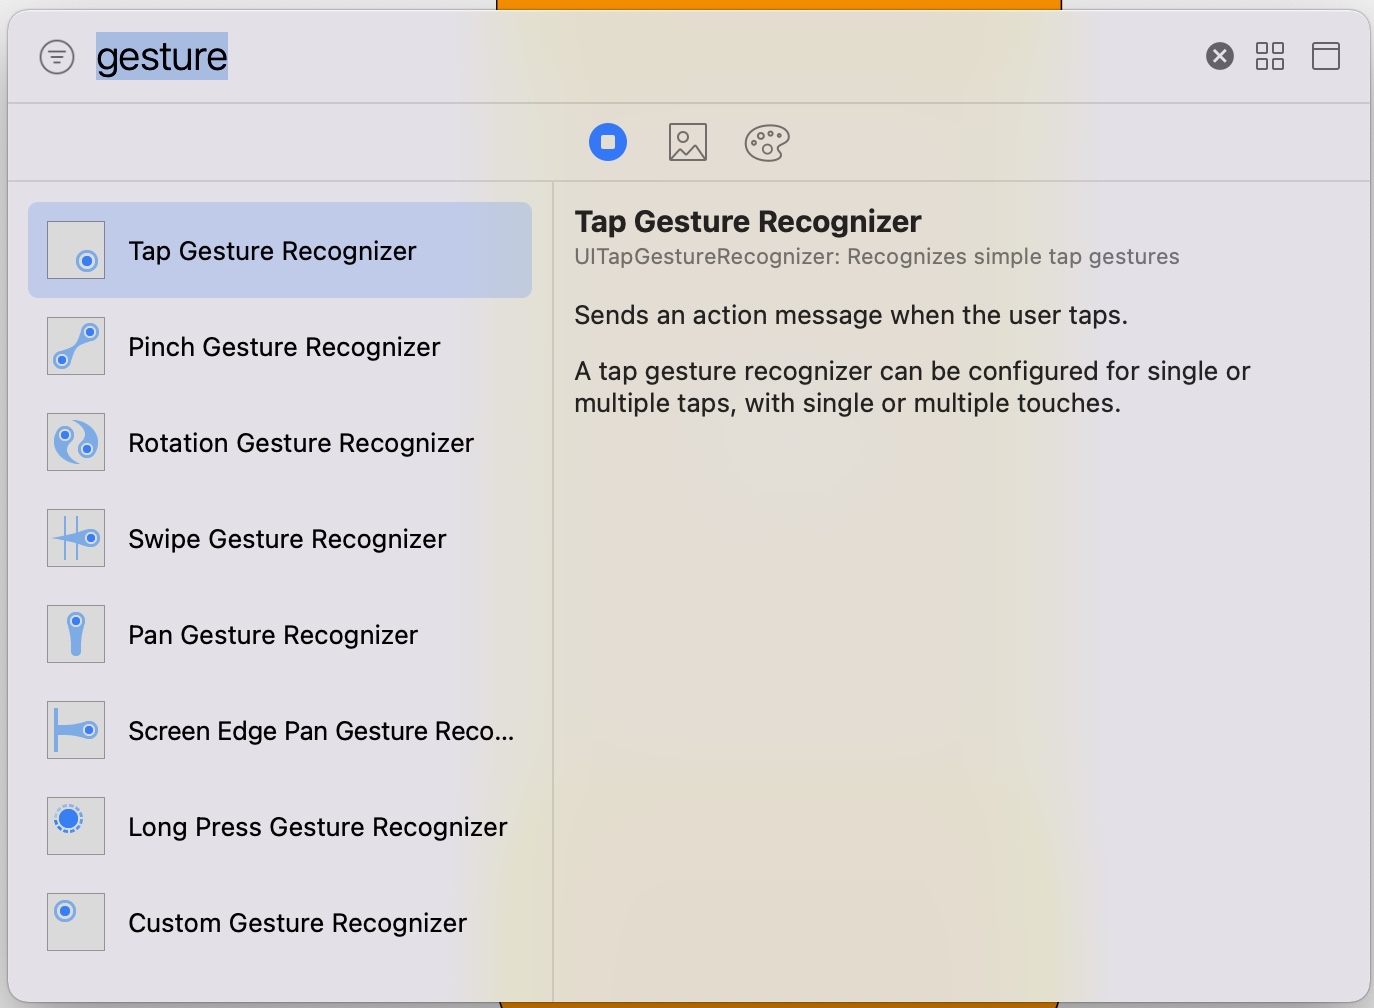 gesture
Tap Gesture Recognizer
Pinch Gesture Recognizer
Rotation Gesture Recognizer
Swipe Gesture Recognizer
Pan Gesture Recognizer
Screen Edge Pan Gesture Reco...
Long Press Gesture Recognizer
Custom Gesture Recognizer
Tap Gesture Recognizer
UITapGestureRecognizer: Recognizes simple tap gestures
Sends an action message when the user taps.
A tap gesture recognizer can be configured for single or
multiple taps, with single or multiple touches.